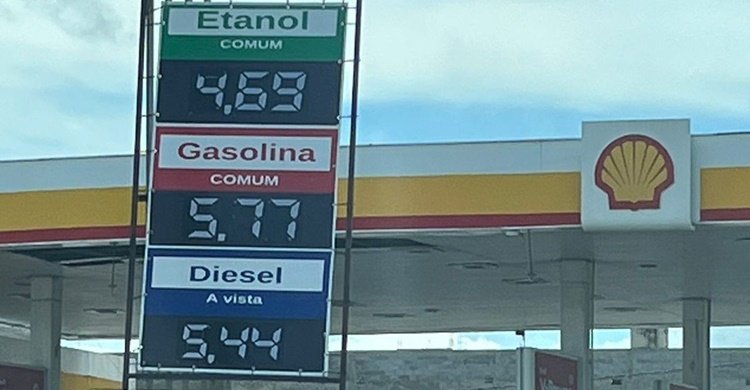 Etanol
COMUM
4,69
Gasolina
COMUM
5.77
Diesel
A vista
5,44